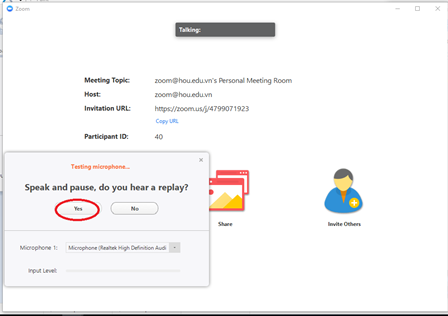 Zoom
Talking:
Meeting Topic: zoom@hou.edu.vn's Personal Meeting Room
Host: zoom@hou.edu.vn
Invitation URL: https://zoom.us/j/4799071923
Copy URL
Participant ID: 40
Testing microphone...
Speak and pause, do you hear a replay?
Yes No
Microphone 1: Microphone (Realtek High Definition Audi
Input Level:
Share
Invite Others